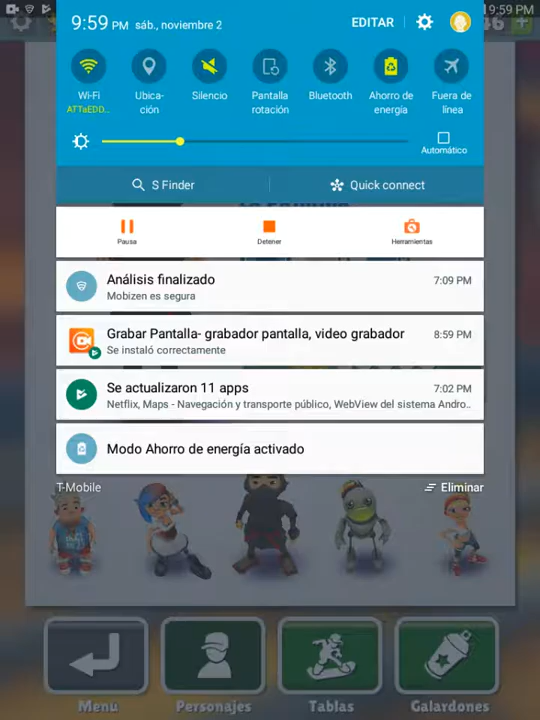 19:59 PM
9:59 PM sáb., noviembre 2
EDITAR
Wi-Fi
ATTaEDD...
Ubica-
ción
Silencio
Pantalla
rotación
Bluetooth
Ahorro de
energía
Fuera de
línea
Automático
S Finder
Quick connect
46
Pausa
Detener
Herramientas
Análisis finalizado
7:09 PM
Mobizen es segura
Grabar Pantalla- grabador pantalla, video grabador
8:59 PM
Se instaló correctamente
Se actualizaron 11 apps
7:02 PM
Netflix, Maps - Navegación y transporte público, WebView del sistema Andro..
Modo Ahorro de energía activado
T-Mobile
Eliminar
Menu
Personajes
Tablas
Galardones